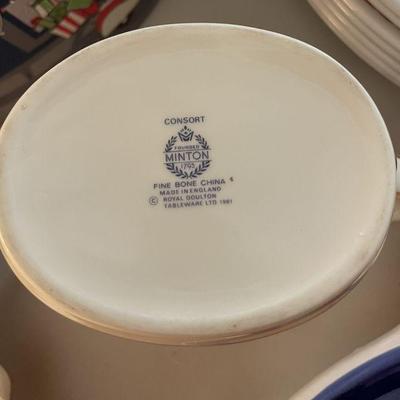 CONSORT
FOUNDED
MINTON
1793
FINE BONE CHINA
MADE IN ENGLAND
© ROYAL DOULTON
TABLEWARE LTD 1981